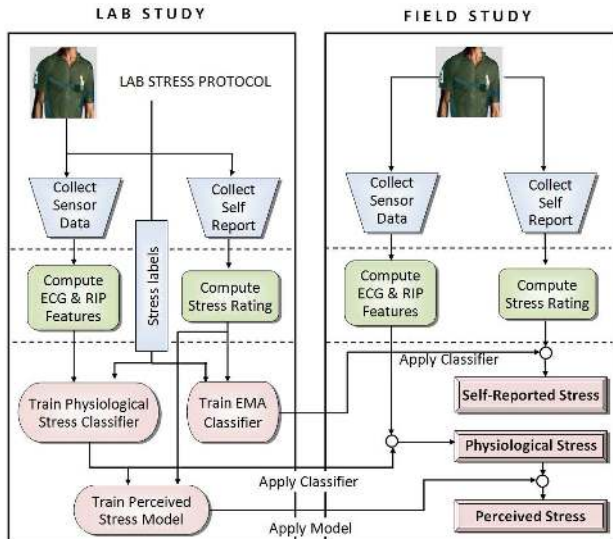 LAB STUDY
FIELD STUDY
LAB STRESS PROTOCOL
Collect
Sensor
Data
Collect
Self
Report
Collect
Sensor
Data
Collect
Self
Report
Stress labels
Compute
ECG & RIP
Features
Compute
Stress Rating
Compute
ECG & RIP
Features
Compute
Stress Rating
Apply Classifier
Train Physiological
Stress Classifier
Train EMA
Classifier
Self-Reported Stress
Physiological Stress
Apply Classifier
Train Perceived
Stress Model
Perceived Stress
Apply Model